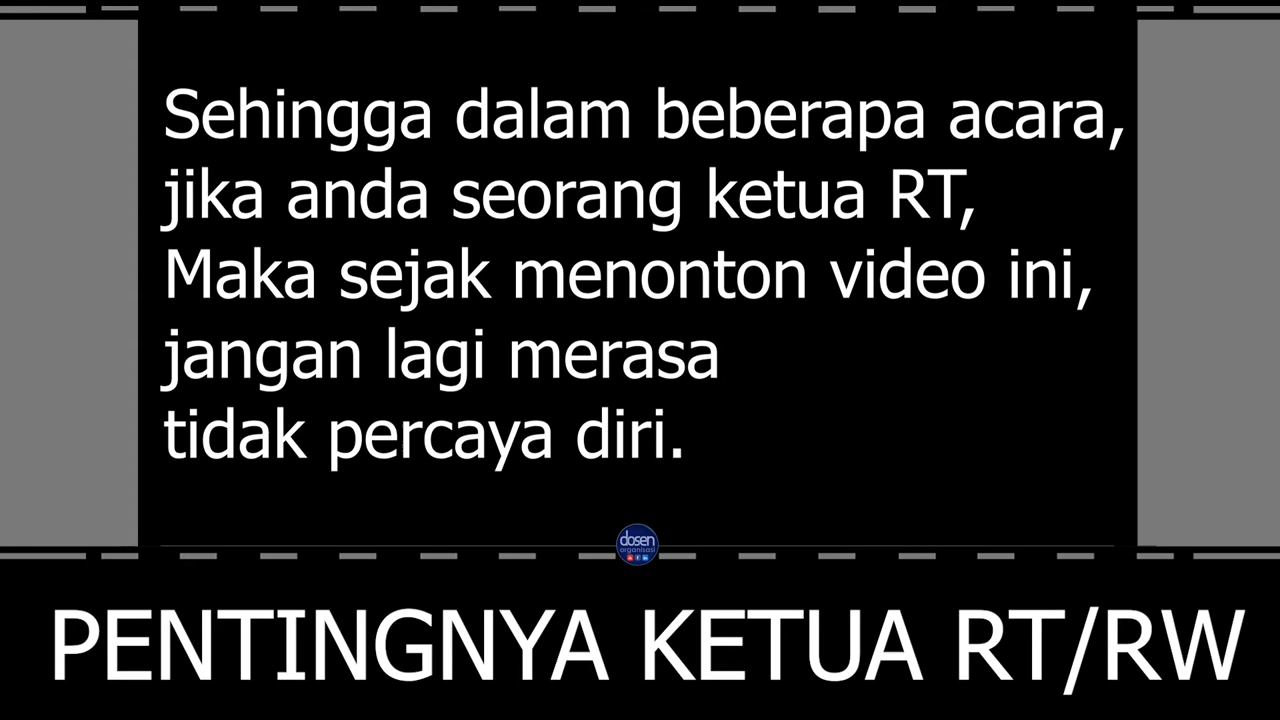 Sehingga dalam beberapa acara,
jika anda seorang ketua RT,
Maka sejak menonton video ini,
jangan lagi merasa
tidak percaya diri.
dosen
organisasi
PENTINGNYA KETUA RT/RW